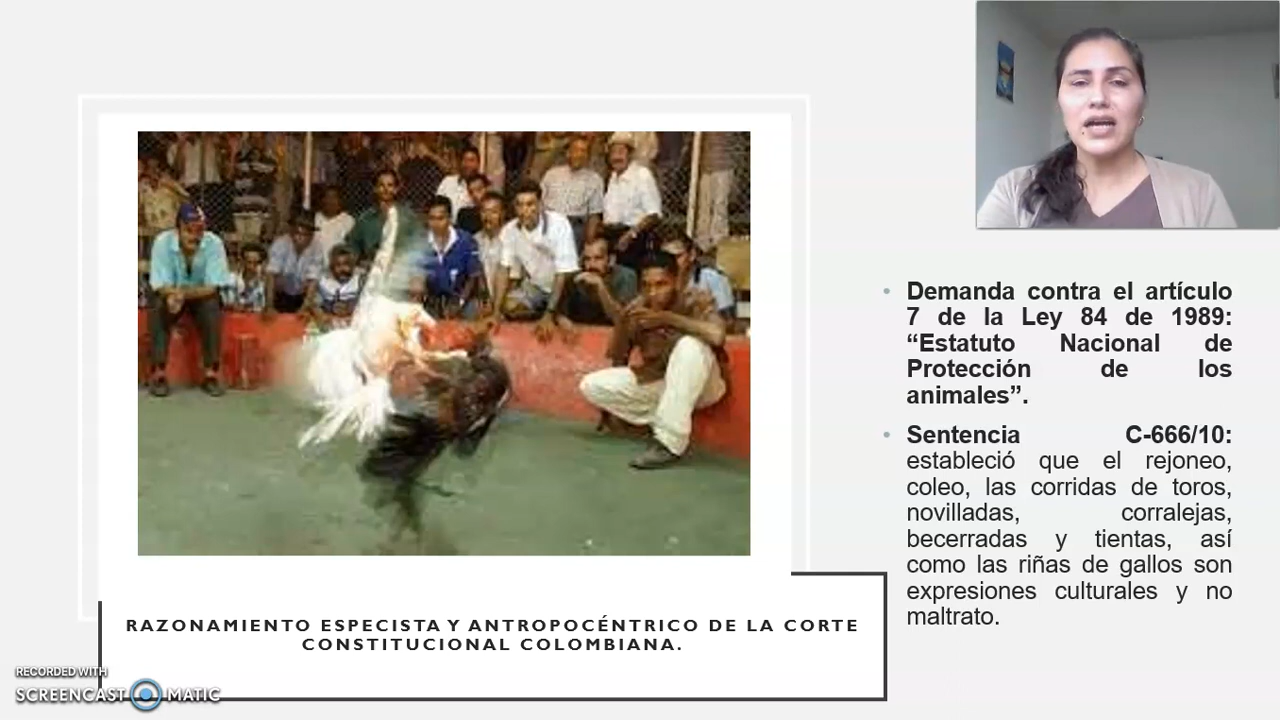 • Demanda contra el artículo
7 de la Ley 84 de 1989:
“Estatuto Nacional de
Protección de los
animales”.
• Sentencia C-666/10:
estableció que el rejoneo,
coleo, las corridas de toros,
novilladas, corralejas,
becerradas y tientas, así
como las riñas de gallos son
expresiones culturales y no
maltrato.
RAZONAMIENTO ESPECISTA Y ANTROPOCÉNTRICO DE LA CORTE
CONSTITUCIONAL COLOMBIANA.
RECORDED WITH
SCREENCAST MATIC